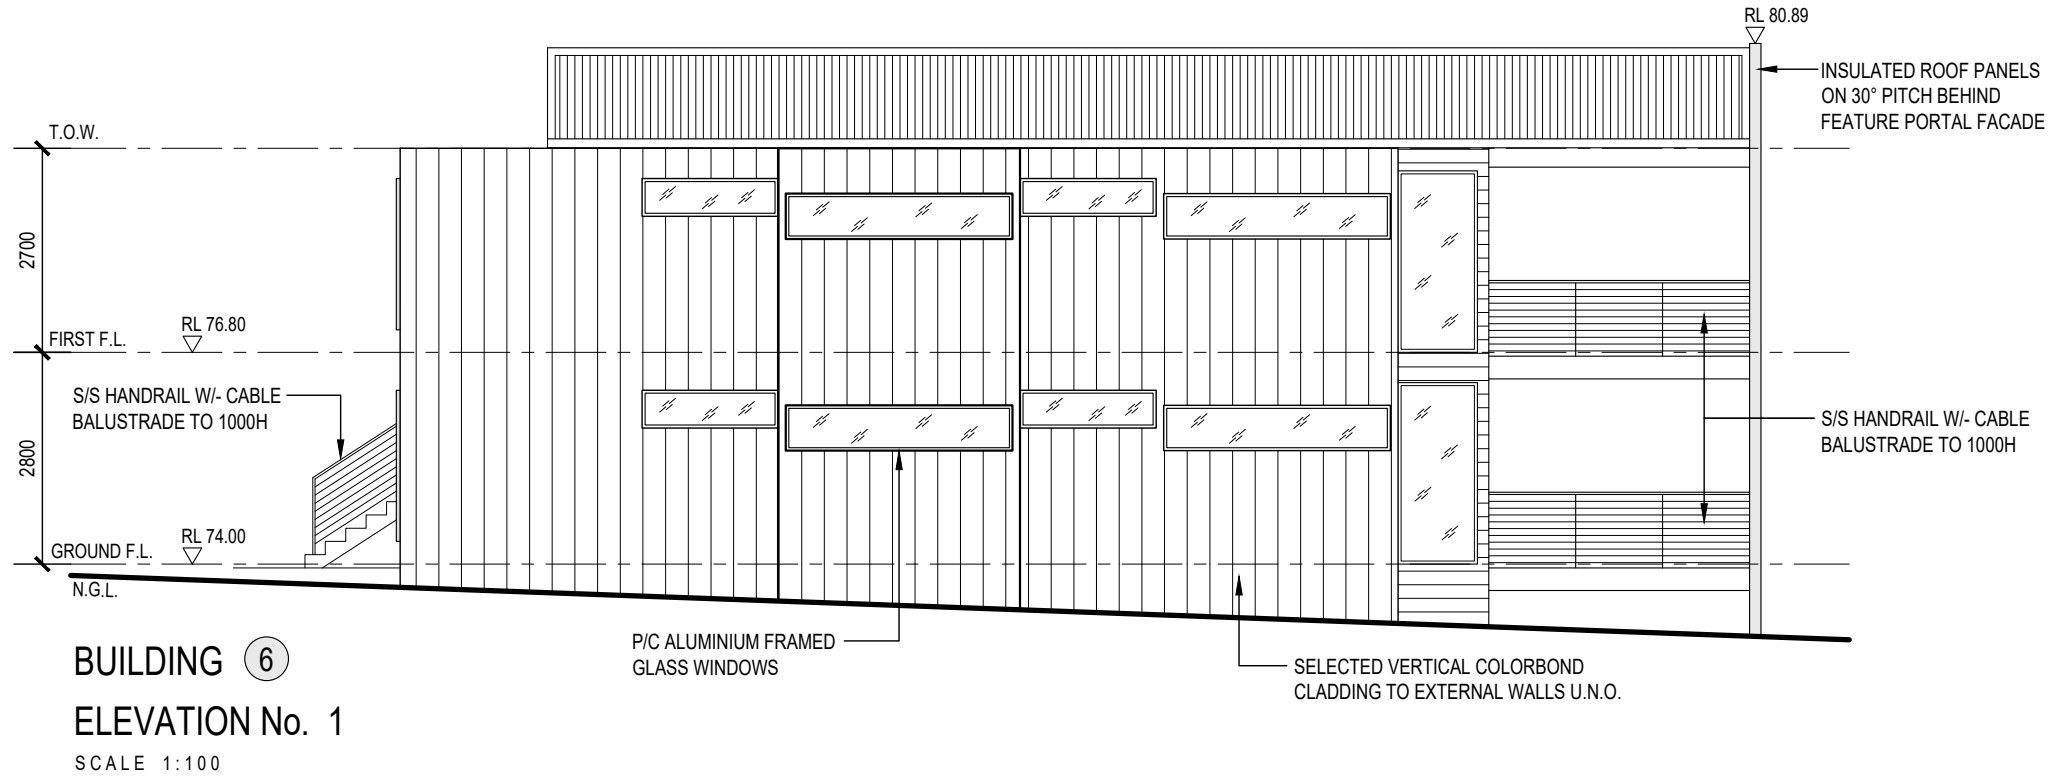 RL 80.89
INSULATED ROOF PANELS
ON 30° PITCH BEHIND
FEATURE PORTAL FACADE
T.O.W.
2700
RL 76.80
FIRST F.L.
S/S HANDRAIL W/- CABLE
BALUSTRADE TO 1000H
S/S HANDRAIL W/- CABLE
BALUSTRADE TO 1000H
2800
RL 74.00
GROUND F.L.
N.G.L.
P/C ALUMINIUM FRAMED
GLASS WINDOWS
SELECTED VERTICAL COLORBOND
CLADDING TO EXTERNAL WALLS U.N.O.
BUILDING 6
ELEVATION No. 1
SCALE 1:100